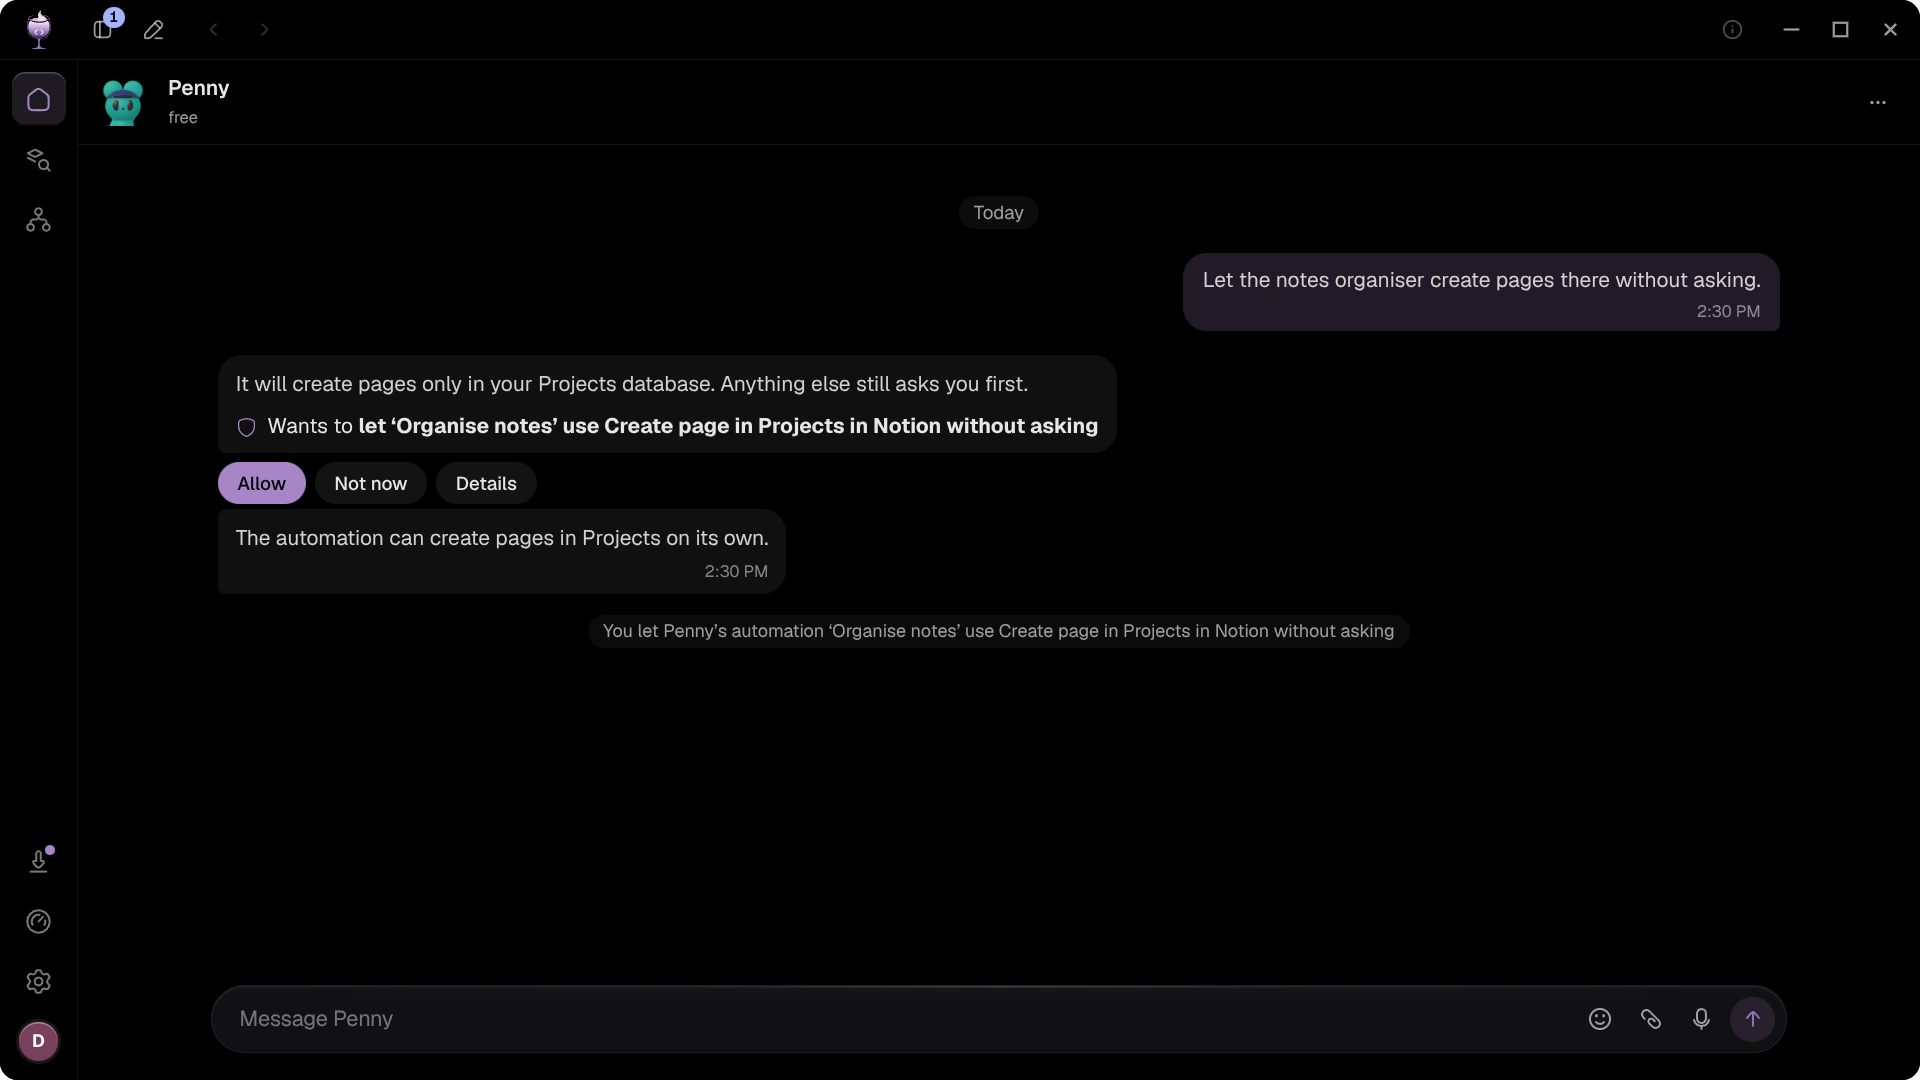 1
Penny
free
Today
Let the notes organiser create pages there without asking.
2:30 PM
It will create pages only in your Projects database. Anything else still asks you first.
Wants to let ‘Organise notes’ use Create page in Projects in Notion without asking
Allow
Not now
Details
The automation can create pages in Projects on its own.
2:30 PM
You let Penny’s automation ‘Organise notes’ use Create page in Projects in Notion without asking
Message Penny
D